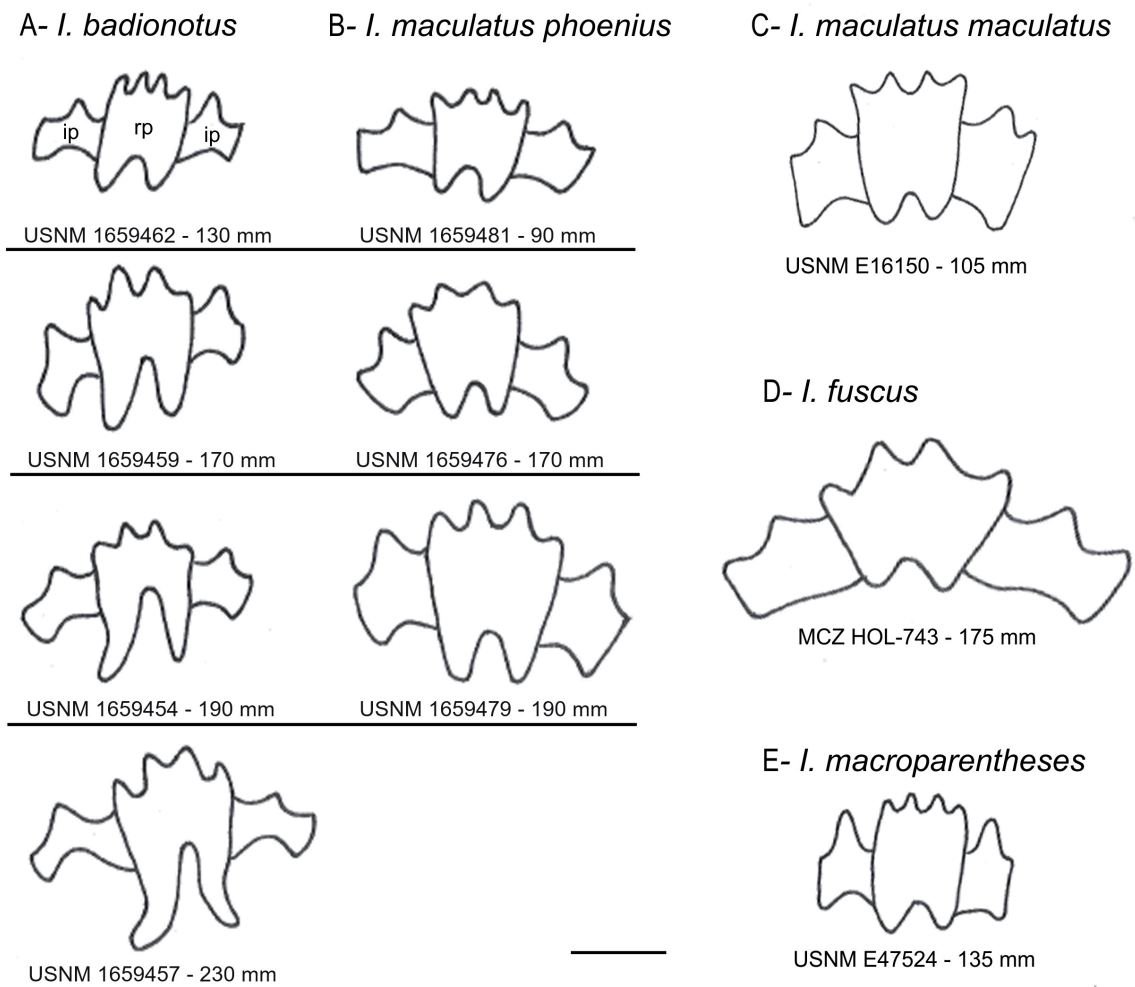 A- I. badionotus
B- I. maculatus phoenius
C- I. maculatus maculatus
ip rp ip
USNM 1659462 - 130 mm
USNM 1659481 - 90 mm
USNM E16150 - 105 mm
USNM 1659459 - 170 mm
USNM 1659476 - 170 mm
D- I. fuscus
MCZ HOL-743 - 175 mm
USNM 1659454 - 190 mm
USNM 1659479 - 190 mm
E- I. macroparentheses
USNM E47524 - 135 mm
USNM 1659457 - 230 mm